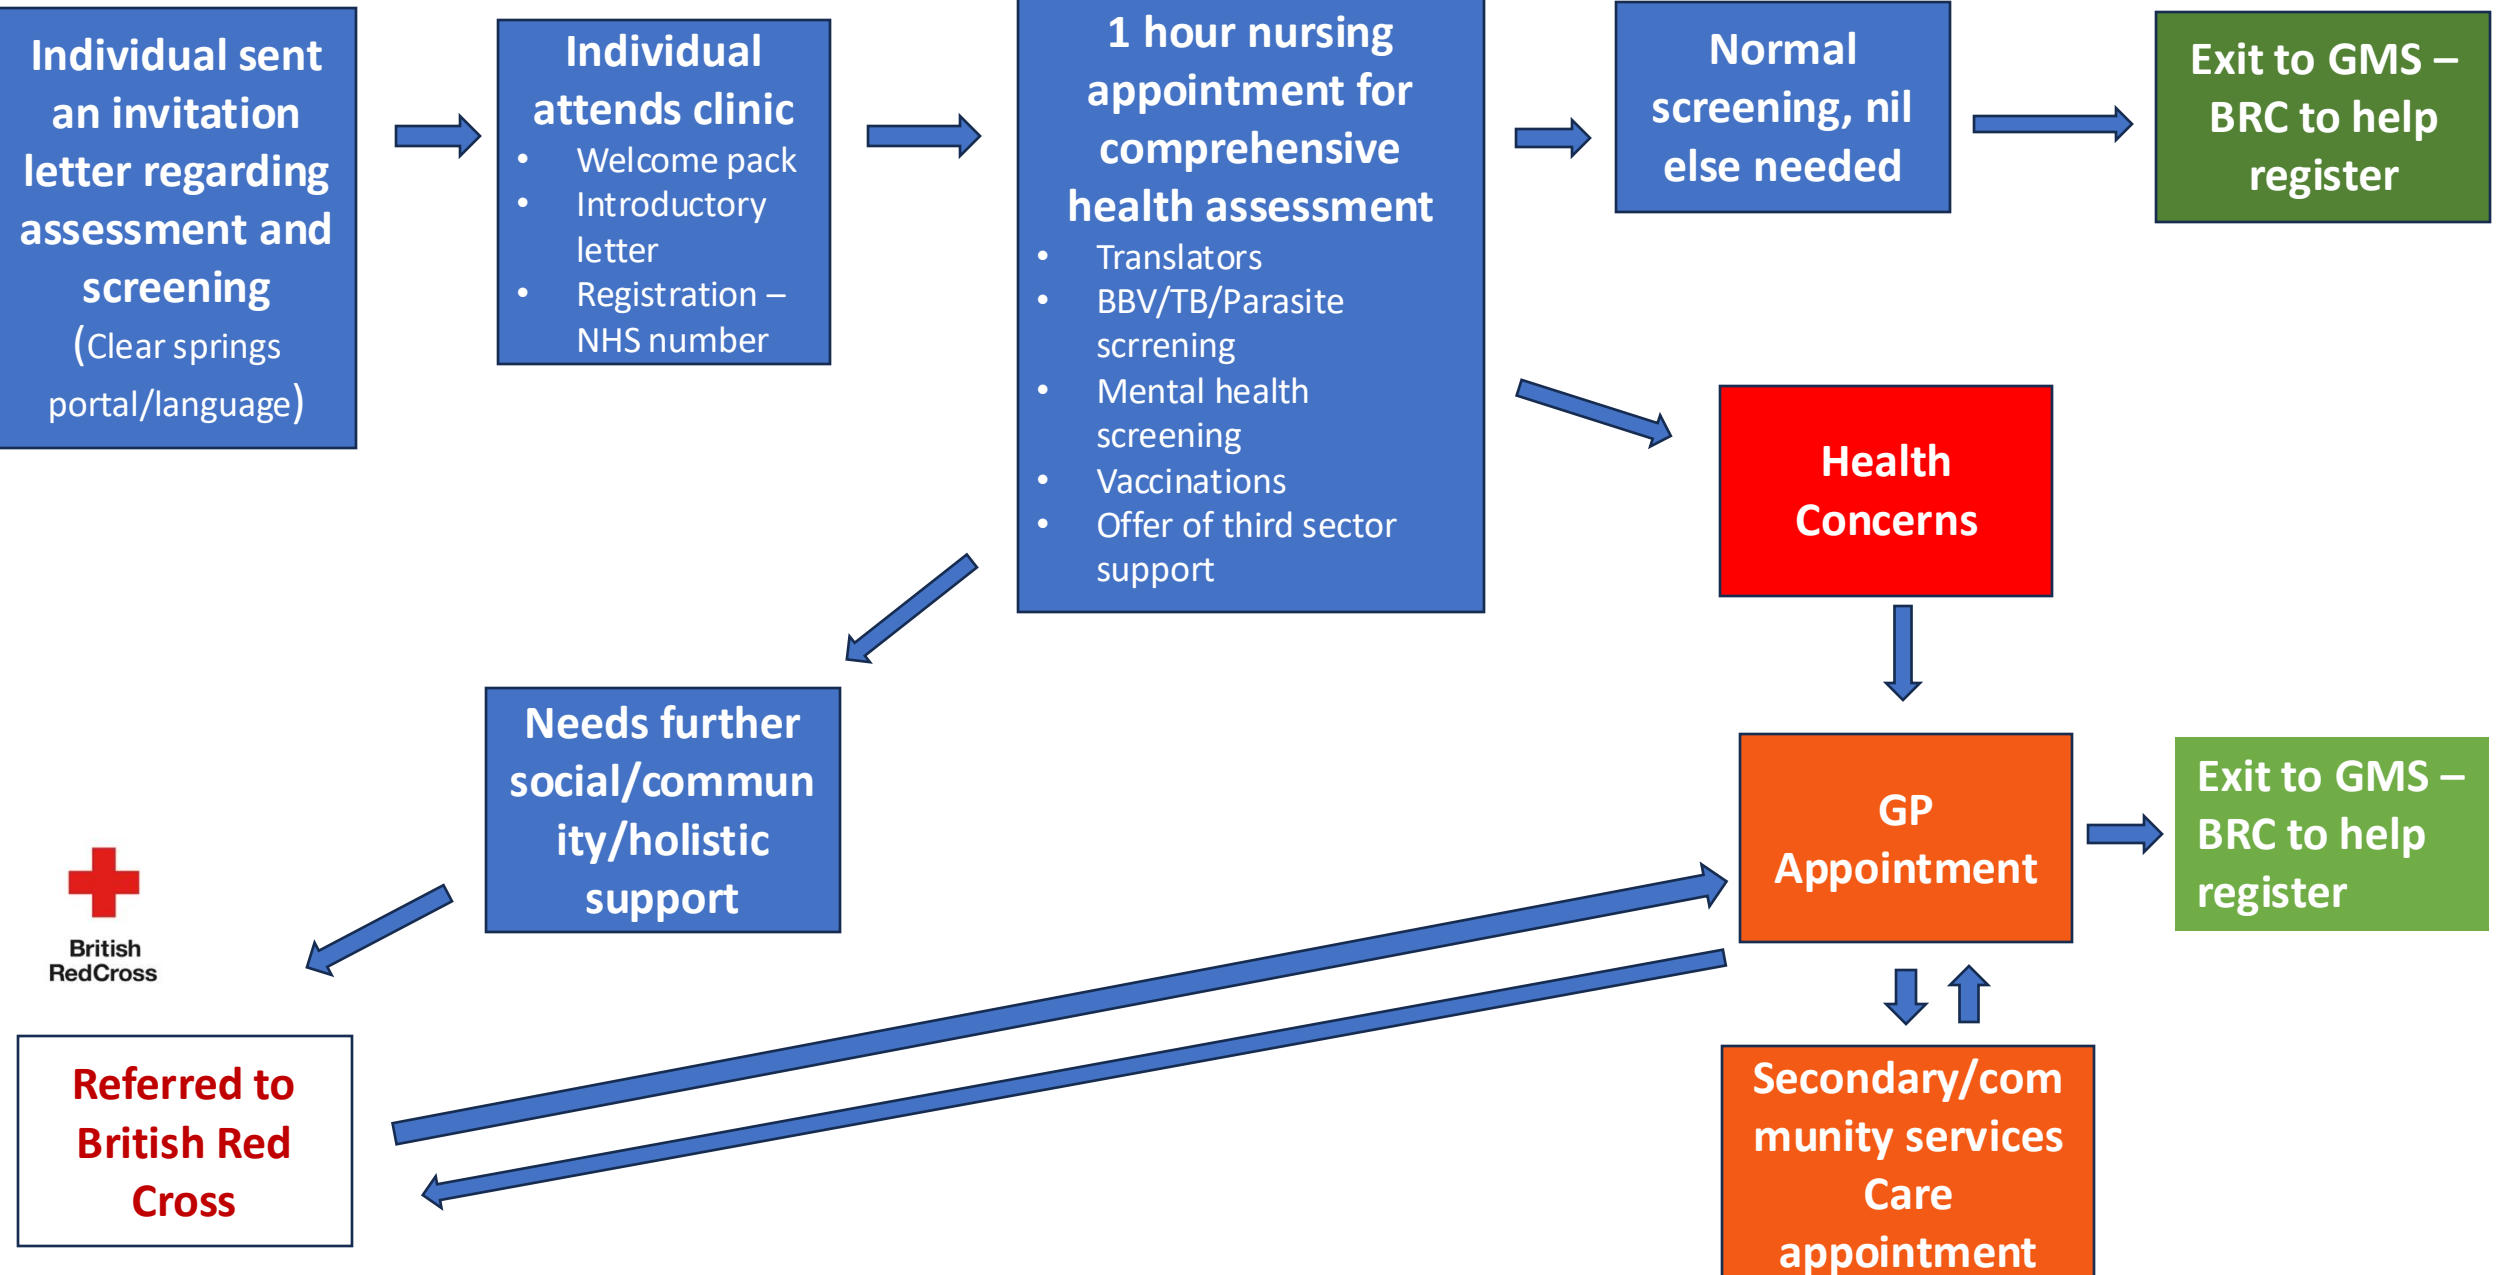 Individual sent
an invitation
letter regarding
assessment and
screening
(Clear springs
portal/language)
Individual
attends clinic
• Welcome pack
• Introductory
letter
• Registration –
NHS number
1 hour nursing
appointment for
comprehensive
health assessment
• Translators
• BBV/TB/Parasite
scrrening
• Mental health
screening
• Vaccinations
• Offer of third sector
support
Normal
screening, nil
else needed
Exit to GMS –
BRC to help
register
Health
Concerns
Needs further
social/commun
ity/holistic
support
GP
Appointment
Exit to GMS –
BRC to help
register
British
RedCross
Referred to
British Red
Cross
Secondary/com
munity services
Care
appointment